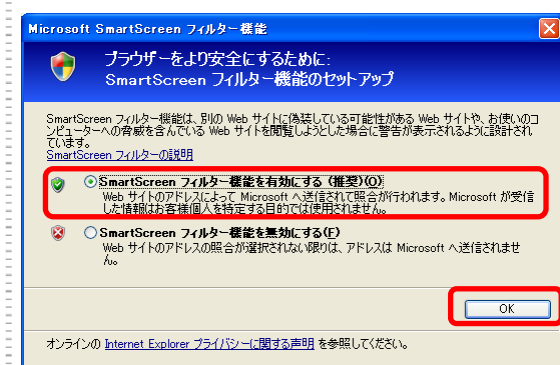 Microsoft SmartScreen フィルター機能
ブラウザーをより安全にするために:
SmartScreen フィルター機能のセットアップ
SmartScreen フィルター機能は、別の Web サイトに偽装している可能性がある Web サイトや、お使いのコ
ンピューターへの脅威を含んでいる Web サイトを閲覧しようとした場合に警告が表示されるように設計され
ています。
SmartScreen フィルターの説明
SmartScreen フィルター機能を有効にする (推奨)(O)
Web サイトのアドレスによって Microsoft へ送信されて照合が行われます。Microsoft が受信
した情報はお客様個人を特定する目的では使用されません。
SmartScreen フィルター機能を無効にする(F)
Web サイトのアドレスの照合が選択されない限りは、アドレスは Microsoft へ送信されませ
ん。
OK
オンラインの Internet Explorer プライバシーに関する声明 を参照してください。